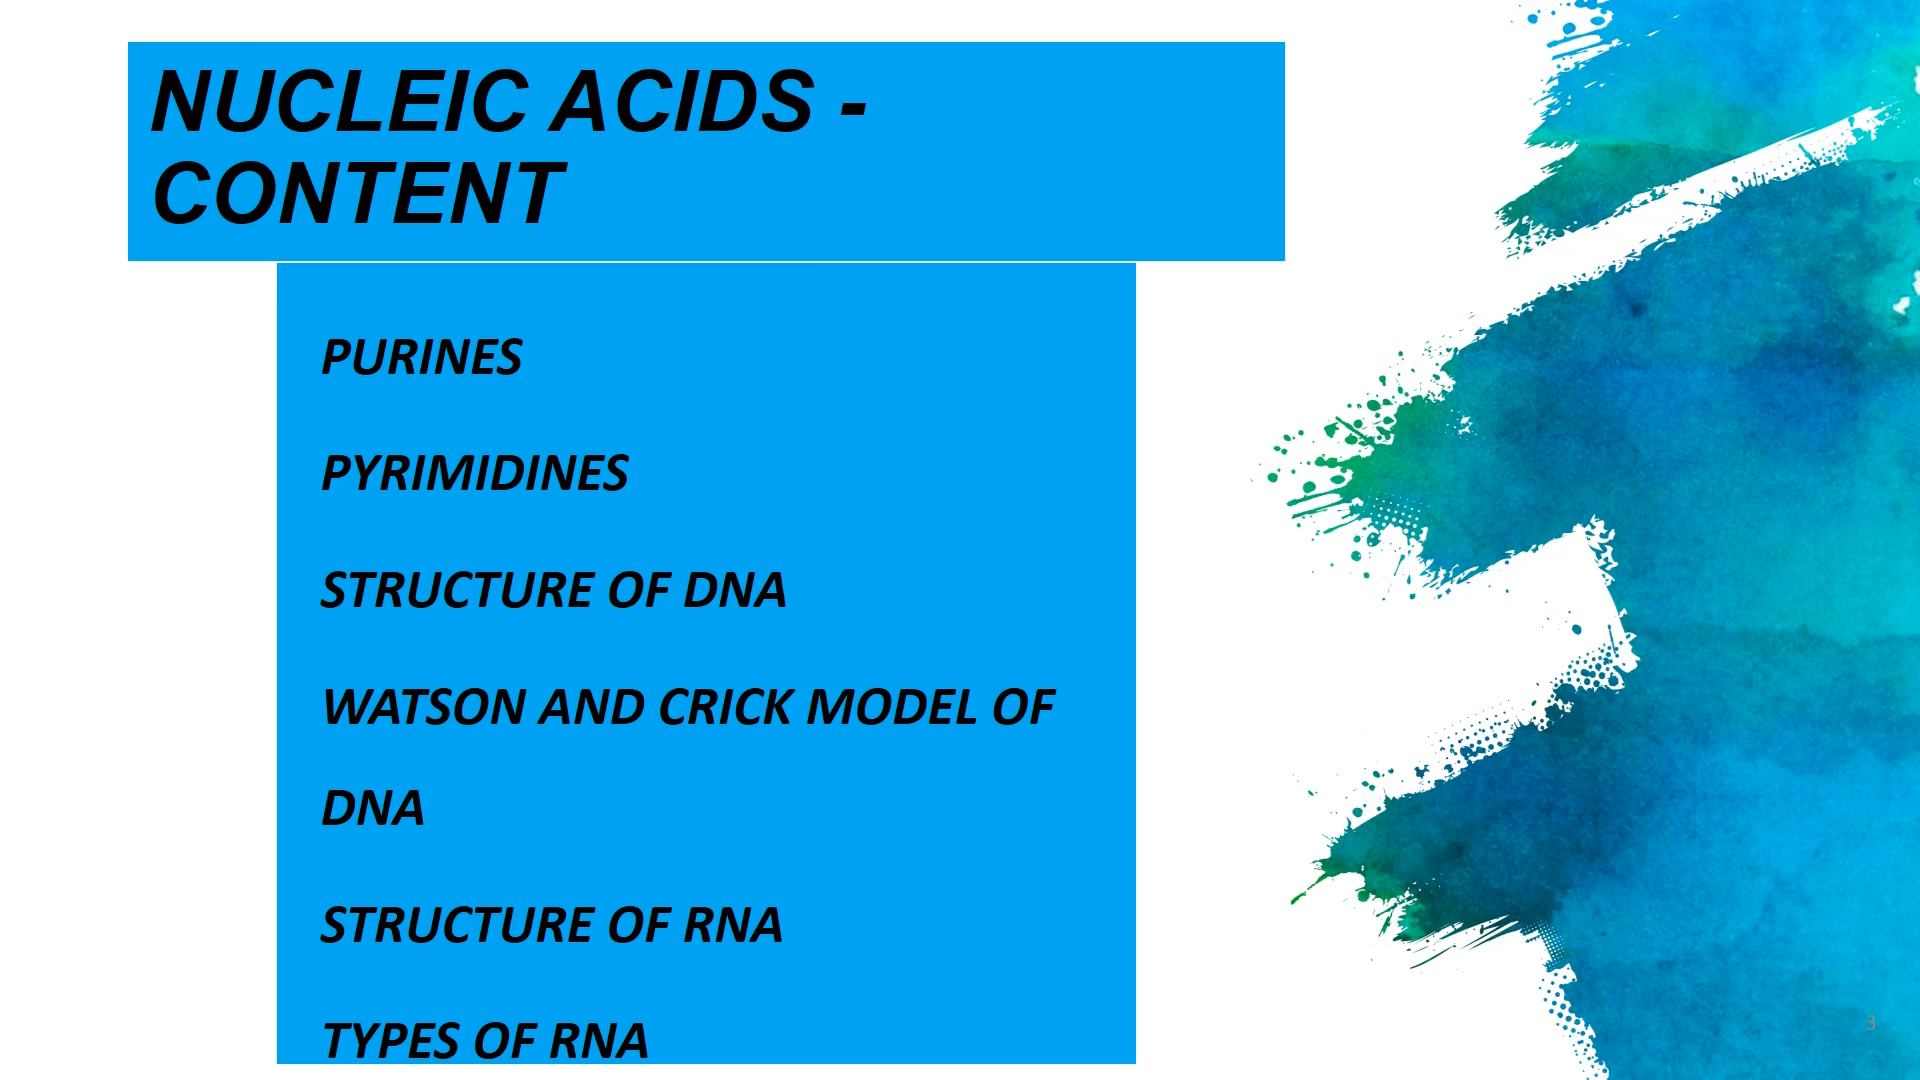 NUCLEIC ACIDS -
CONTENT
PURINES
PYRIMIDINES
STRUCTURE OF DNA
WATSON AND CRICK MODEL OF
DNA
STRUCTURE OF RNA
TYPES OF RNA
3